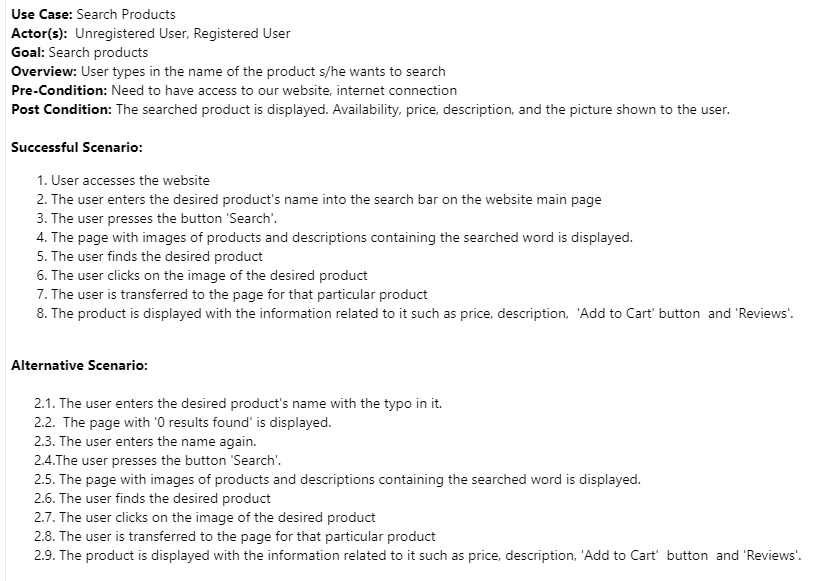 Use Case: Search Products
Actor(s):  Unregistered User, Registered User
Goal: Search products
Overview: User types in the name of the product s/he wants to search
Pre-Condition: Need to have access to our website, internet connection
Post Condition: The searched product is displayed. Availability, price, description, and the picture shown to the user.
Successful Scenario:
1. User accesses the website
2. The user enters the desired product's name into the search bar on the website main page
3. The user presses the button 'Search'.
4. The page with images of products and descriptions containing the searched word is displayed.
5. The user finds the desired product
6. The user clicks on the image of the desired product
7. The user is transferred to the page for that particular product
8. The product is displayed with the information related to it such as price, description,  'Add to Cart' button  and 'Reviews'.
Alternative Scenario:
2.1. The user enters the desired product's name with the typo in it.
2.2.  The page with '0 results found' is displayed.
2.3. The user enters the name again.
2.4.The user presses the button 'Search'.
2.5. The page with images of products and descriptions containing the searched word is displayed.
2.6. The user finds the desired product
2.7. The user clicks on the image of the desired product
2.8. The user is transferred to the page for that particular product
2.9. The product is displayed with the information related to it such as price, description, 'Add to Cart'  button  and 'Reviews'.